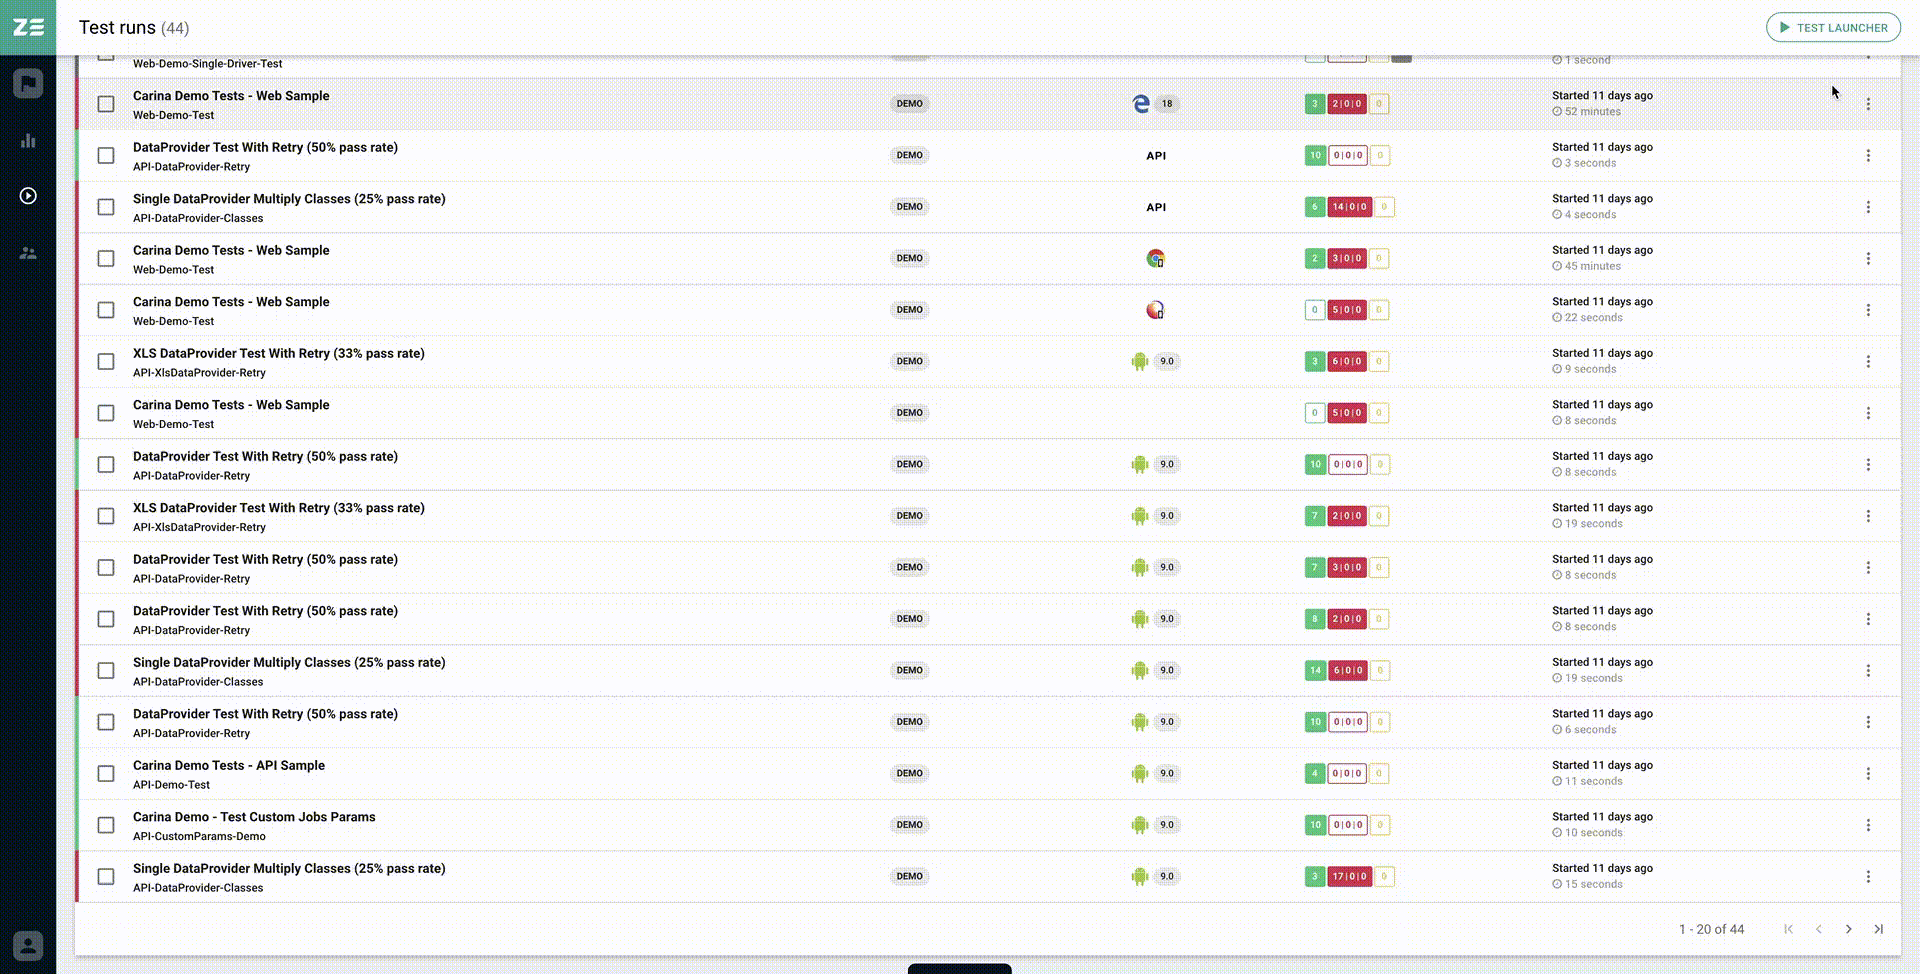 ZE
Test runs (44)
TEST LAUNCHER
Web-Demo-Single-Driver-Test
1 second
Carina Demo Tests - Web Sample
Web-Demo-Test
DEMO 18 3 2|0|0 0
Started 11 days ago
52 minutes
DataProvider Test With Retry (50% pass rate)
API-DataProvider-Retry
DEMO API 10 0|0|0 0
Started 11 days ago
3 seconds
Single DataProvider Multiply Classes (25% pass rate)
API-DataProvider-Classes
DEMO API 6 14|0|0 0
Started 11 days ago
4 seconds
Carina Demo Tests - Web Sample
Web-Demo-Test
DEMO 2 3|0|0 0
Started 11 days ago
45 minutes
Carina Demo Tests - Web Sample
Web-Demo-Test
DEMO 0 5|0|0 0
Started 11 days ago
22 seconds
XLS DataProvider Test With Retry (33% pass rate)
API-XlsDataProvider-Retry
DEMO 9.0 3 6|0|0 0
Started 11 days ago
9 seconds
Carina Demo Tests - Web Sample
Web-Demo-Test
DEMO 0 5|0|0 0
Started 11 days ago
8 seconds
DataProvider Test With Retry (50% pass rate)
API-DataProvider-Retry
DEMO 9.0 10 0|0|0 0
Started 11 days ago
8 seconds
XLS DataProvider Test With Retry (33% pass rate)
API-XlsDataProvider-Retry
DEMO 9.0 7 2|0|0 0
Started 11 days ago
19 seconds
DataProvider Test With Retry (50% pass rate)
API-DataProvider-Retry
DEMO 9.0 7 3|0|0 0
Started 11 days ago
8 seconds
DataProvider Test With Retry (50% pass rate)
API-DataProvider-Retry
DEMO 9.0 8 2|0|0 0
Started 11 days ago
8 seconds
Single DataProvider Multiply Classes (25% pass rate)
API-DataProvider-Classes
DEMO 9.0 14 6|0|0 0
Started 11 days ago
19 seconds
DataProvider Test With Retry (50% pass rate)
API-DataProvider-Retry
DEMO 9.0 10 0|0|0 0
Started 11 days ago
6 seconds
Carina Demo Tests - API Sample
API-Demo-Test
DEMO 9.0 4 0|0|0 0
Started 11 days ago
11 seconds
Carina Demo - Test Custom Jobs Params
API-CustomParams-Demo
DEMO 9.0 10 0|0|0 0
Started 11 days ago
10 seconds
Single DataProvider Multiply Classes (25% pass rate)
API-DataProvider-Classes
DEMO 9.0 3 17|0|0 0
Started 11 days ago
15 seconds
1 - 20 of 44